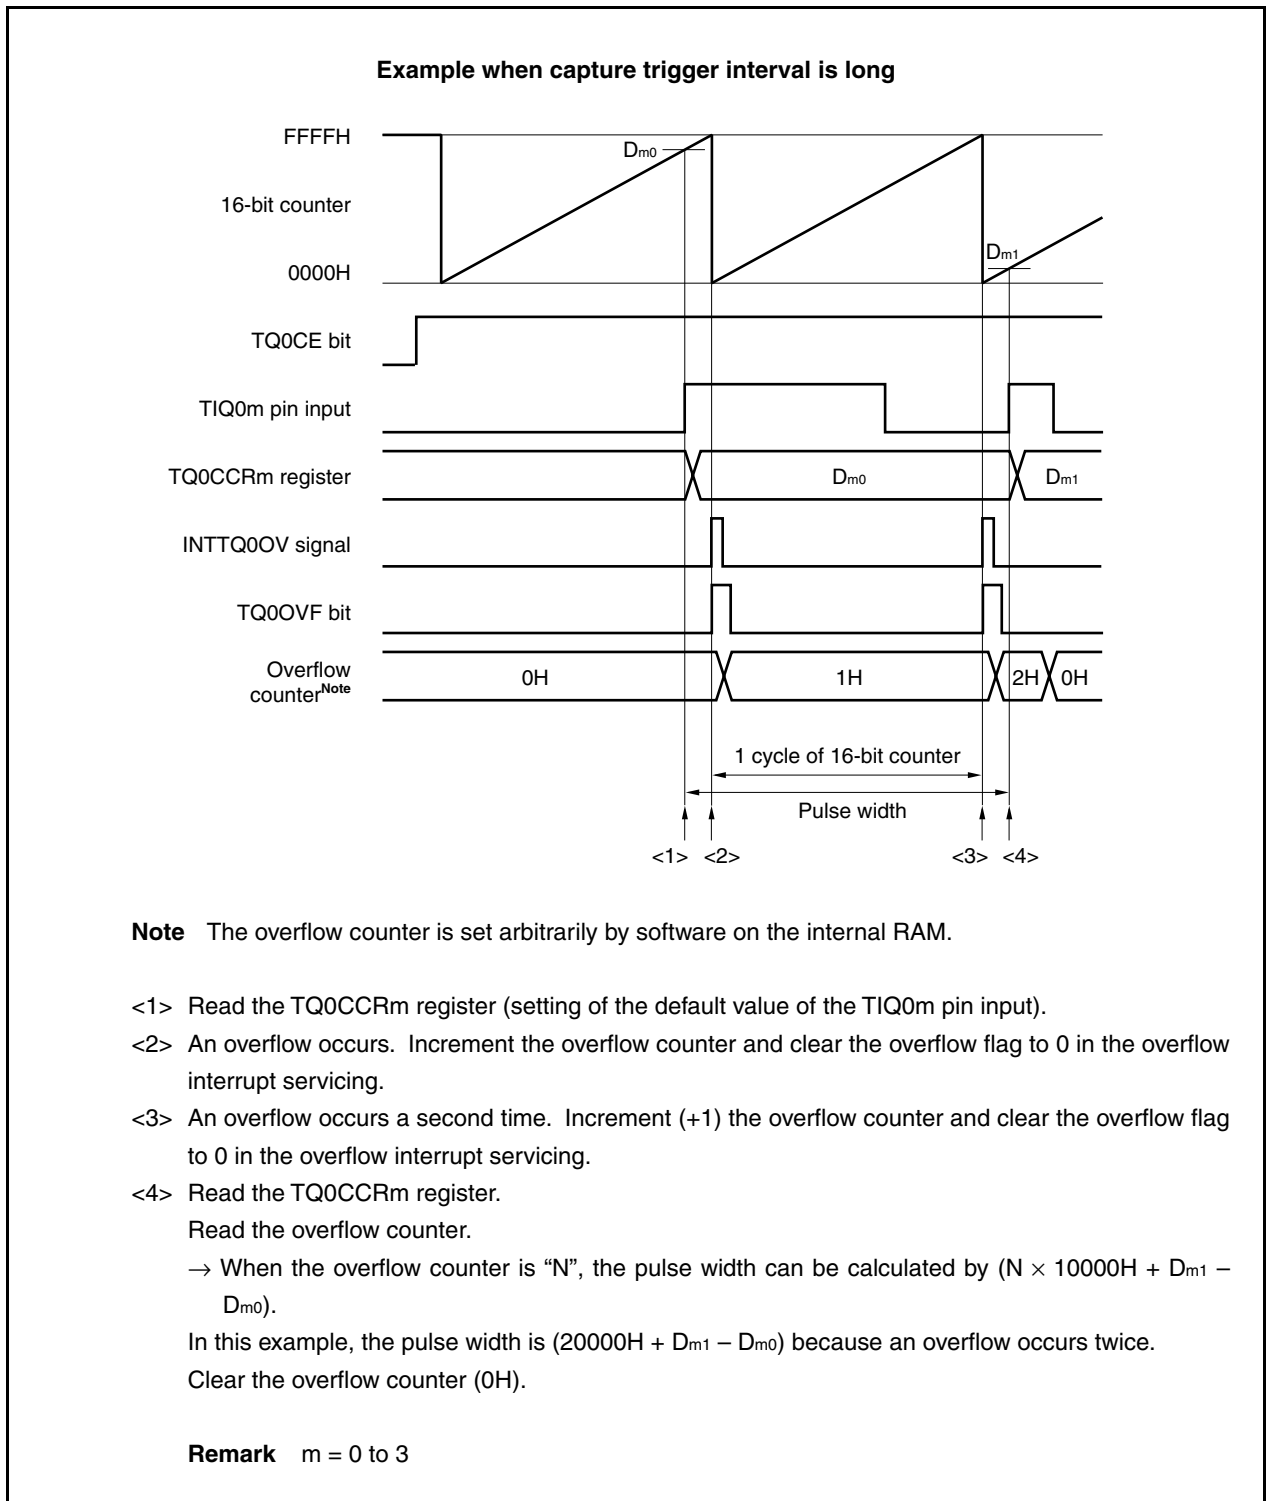 Example when capture trigger interval is long
FFFFH
Dm0
16-bit counter
Dm1
0000H
TQ0CE bit
TIQ0m pin input
TQ0CCRm register
Dm0
Dm1
INTTQ0OV signal
TQ0OVF bit
Overflow
counterNote
0H
1H
2H
0H
1 cycle of 16-bit counter
Pulse width
<1> <2> <3> <4>
Note The overflow counter is set arbitrarily by software on the internal RAM.
<1> Read the TQ0CCRm register (setting of the default value of the TIQ0m pin input).
<2> An overflow occurs. Increment the overflow counter and clear the overflow flag to 0 in the overflow
interrupt servicing.
<3> An overflow occurs a second time. Increment (+1) the overflow counter and clear the overflow flag
to 0 in the overflow interrupt servicing.
<4> Read the TQ0CCRm register.
Read the overflow counter.
→ When the overflow counter is “N”, the pulse width can be calculated by (N × 10000H + Dm1 –
Dm0).
In this example, the pulse width is (20000H + Dm1 – Dm0) because an overflow occurs twice.
Clear the overflow counter (0H).
Remark m = 0 to 3